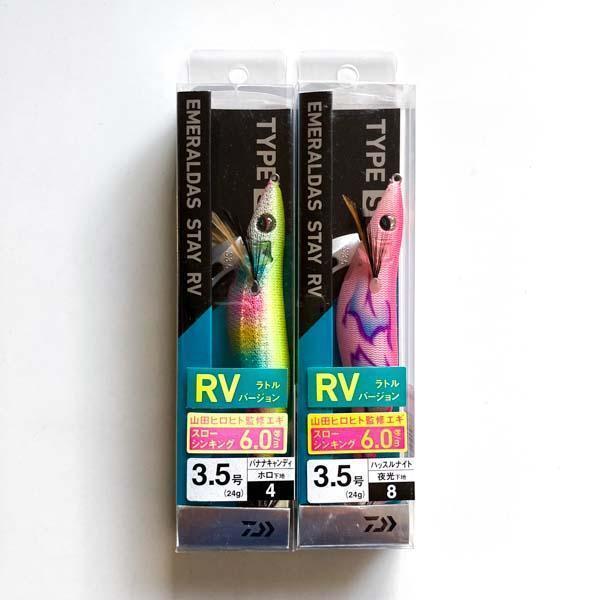 EMERALDAS STAY RV
TYPE S
RV ラトル
バージョン
山田ヒロヒト監修エギ
スロー
シンキング 6.0秒/m
3.5号
(24g)
バナナキャンディ
ホロ下地
4
EMERALDAS STAY RV
TYPE S
RV ラトル
バージョン
山田ヒロヒト監修エギ
スロー
シンキング 6.0秒/m
3.5号
(24g)
ハッスルナイト
夜光下地
8